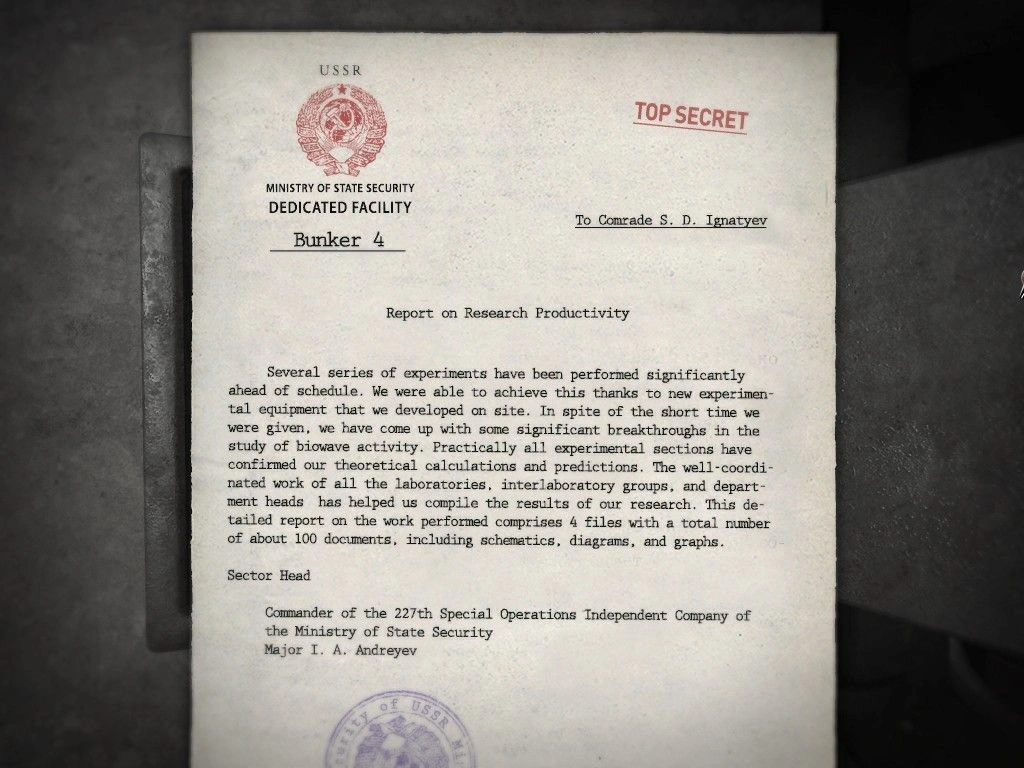 USSR
TOP SECRET
MINISTRY OF STATE SECURITY
DEDICATED FACILITY
To Comrade S. D. Ignatyev
Bunker 4
Report on Research Productivity
Several series of experiments have been performed significantly
ahead of schedule. We were able to achieve this thanks to new experimen-
tal equipment that we developed on site. In spite of the short time we
were given, we have come up with some significant breakthroughs in the
study of biowave activity. Practically all experimental sections have
confirmed our theoretical calculations and predictions. The well-coordi-
nated work of all the laboratories, interlaboratory groups, and depart-
ment heads  has helped us compile the results of our research. This de-
tailed report on the work performed comprises 4 files with a total number
of about 100 documents, including schematics, diagrams, and graphs.
Sector Head
Commander of the 227th Special Operations Independent Company of
the Ministry of State Security
Major I. A. Andreyev
of USSR